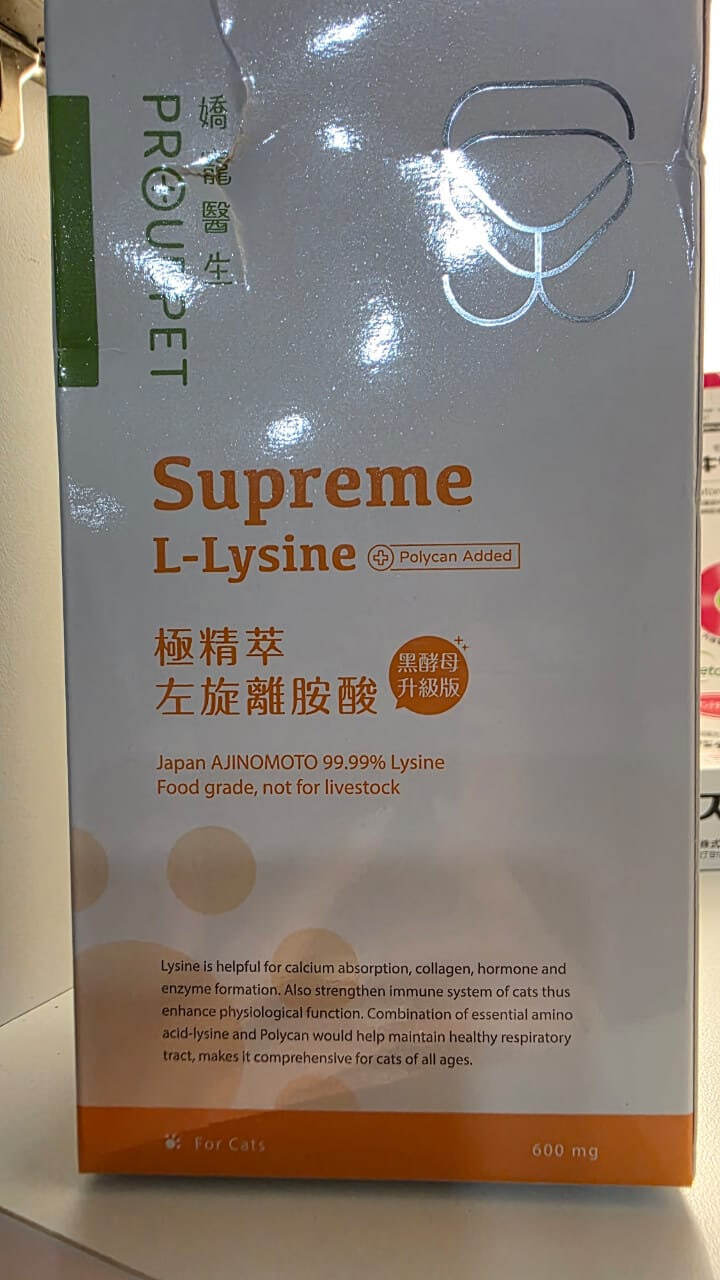 PROUDPET
嬌寵醫生
Supreme
L-Lysine Polycan Added
極精萃
左旋離胺酸
黑酵母
升級版
Japan AJINOMOTO 99.99% Lysine
Food grade, not for livestock
Lysine is helpful for calcium absorption, collagen, hormone and
enzyme formation. Also strengthen immune system of cats thus
enhance physiological function. Combination of essential amino
acid-lysine and Polycan would help maintain healthy respiratory
tract, makes it comprehensive for cats of all ages.
For Cats 600 mg
株式